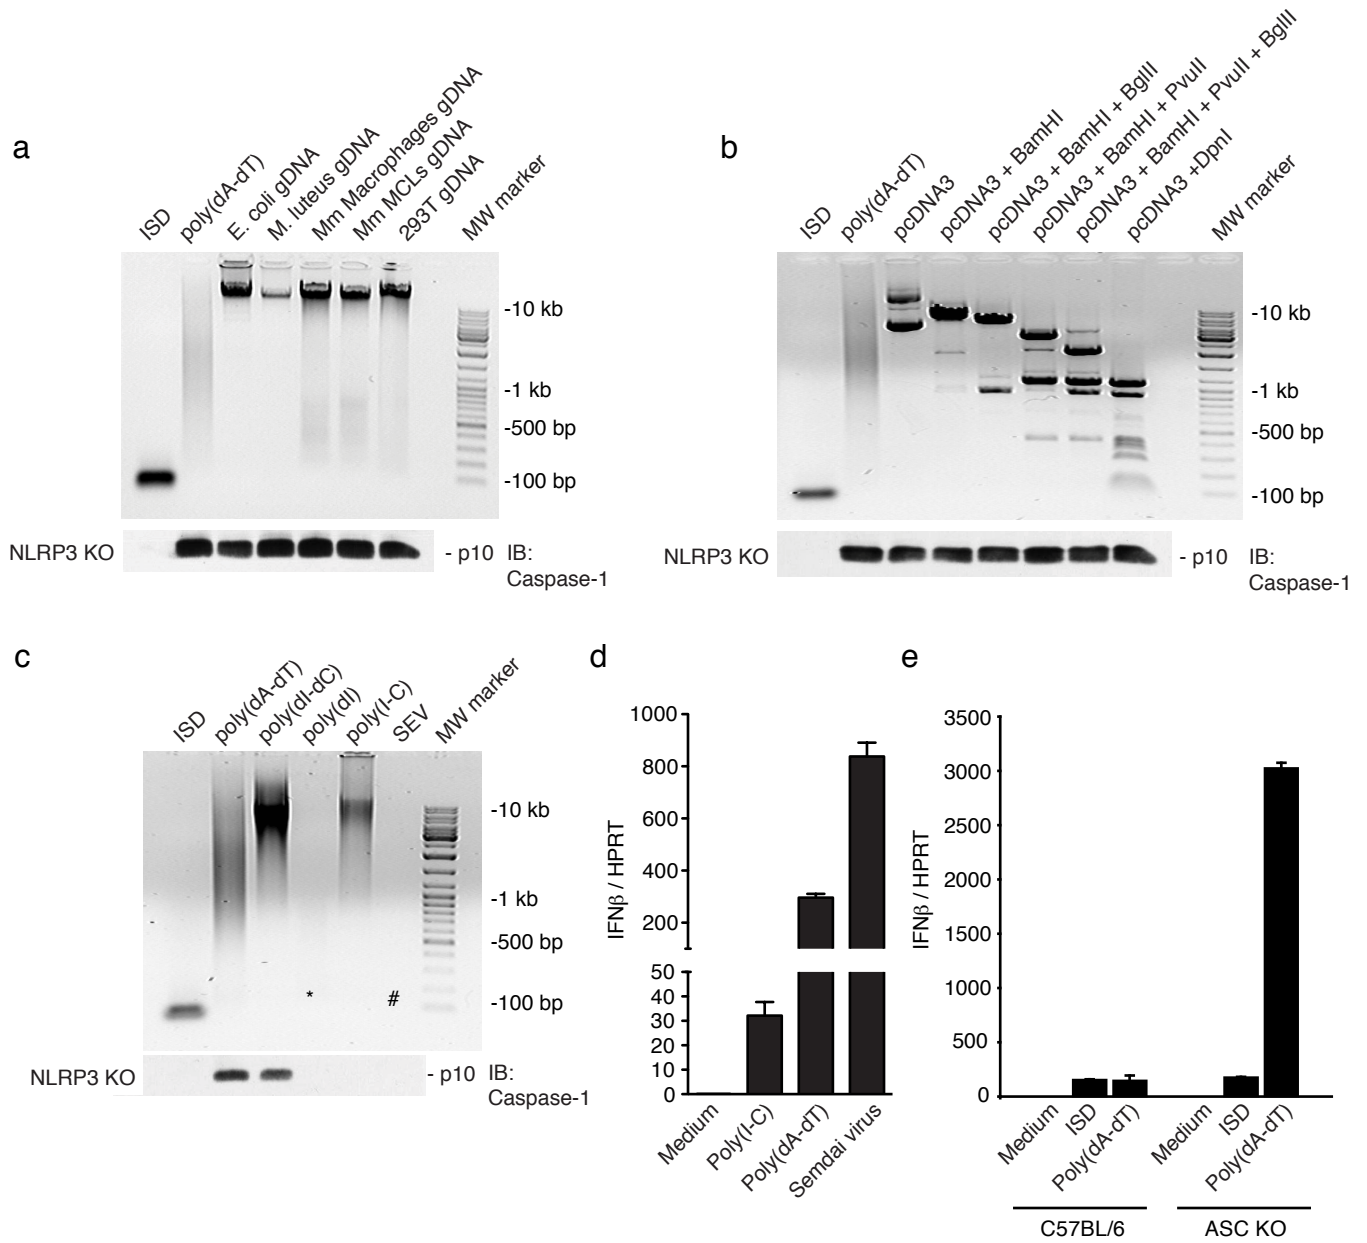 a
ISD
poly(dA-dT)
E. coli gDNA
M. luteus gDNA
Mm Macrophages gDNA
Mm MCLs gDNA
293T gDNA
MW marker
-10 kb
-1 kb
-500 bp
-100 bp
NLRP3 KO
- p10
IB:
Caspase-1
b
ISD
poly(dA-dT)
pcDNA3
pcDNA3 + BamHI
pcDNA3 + BamHI + BglII
pcDNA3 + BamHI + PvuII
pcDNA3 + BamHI + PvuII + BglII
pcDNA3 +DpnI
MW marker
-10 kb
-1 kb
-500 bp
-100 bp
NLRP3 KO
- p10
IB:
Caspase-1
c
ISD
poly(dA-dT)
poly(dI-dC)
poly(dI)
poly(I-C)
SEV
MW marker
-10 kb
-1 kb
-500 bp
-100 bp
*
#
NLRP3 KO
- p10
IB:
Caspase-1
d
IFNβ / HPRT
1000
800
600
400
200
50
40
30
20
10
0
Medium
Poly(I-C)
Poly(dA-dT)
Semdai virus
e
IFNβ / HPRT
3500
3000
2500
2000
1500
1000
500
0
Medium
ISD
Poly(dA-dT)
Medium
ISD
Poly(dA-dT)
C57BL/6
ASC KO